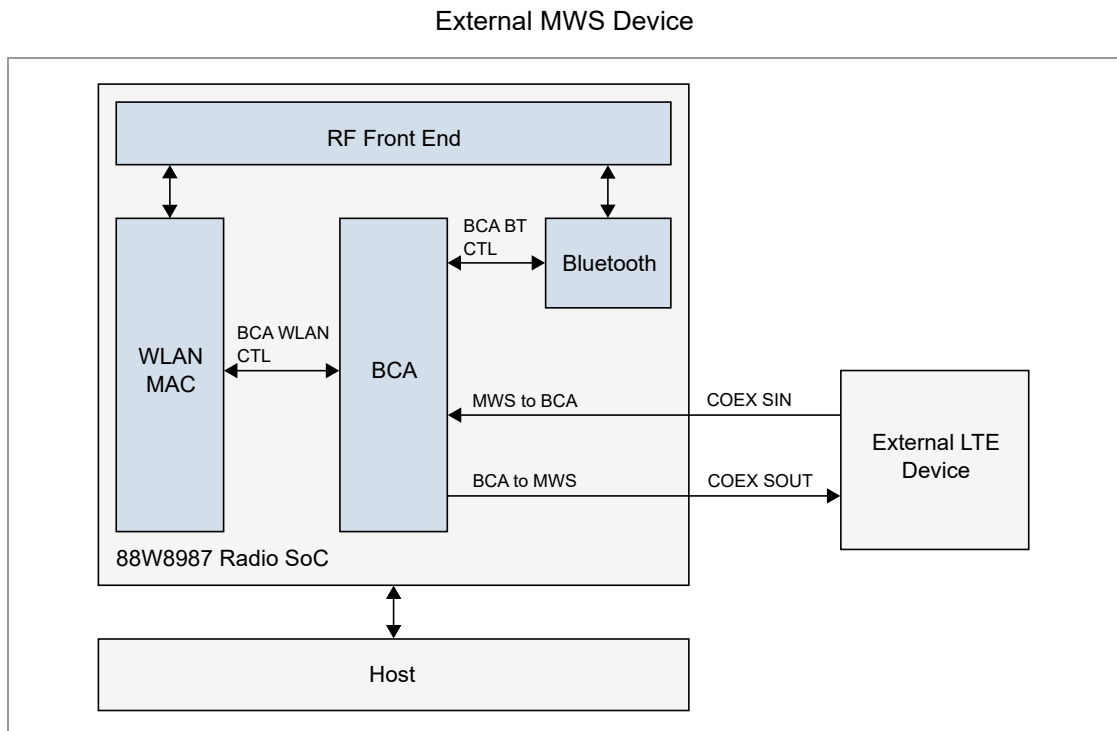 External MWS Device
RF Front End
BCA BT
CTL
Bluetooth
BCA WLAN
CTL
WLAN
MAC
BCA
MWS to BCA
COEX SIN
External LTE
Device
BCA to MWS
COEX SOUT
88W8987 Radio SoC
Host